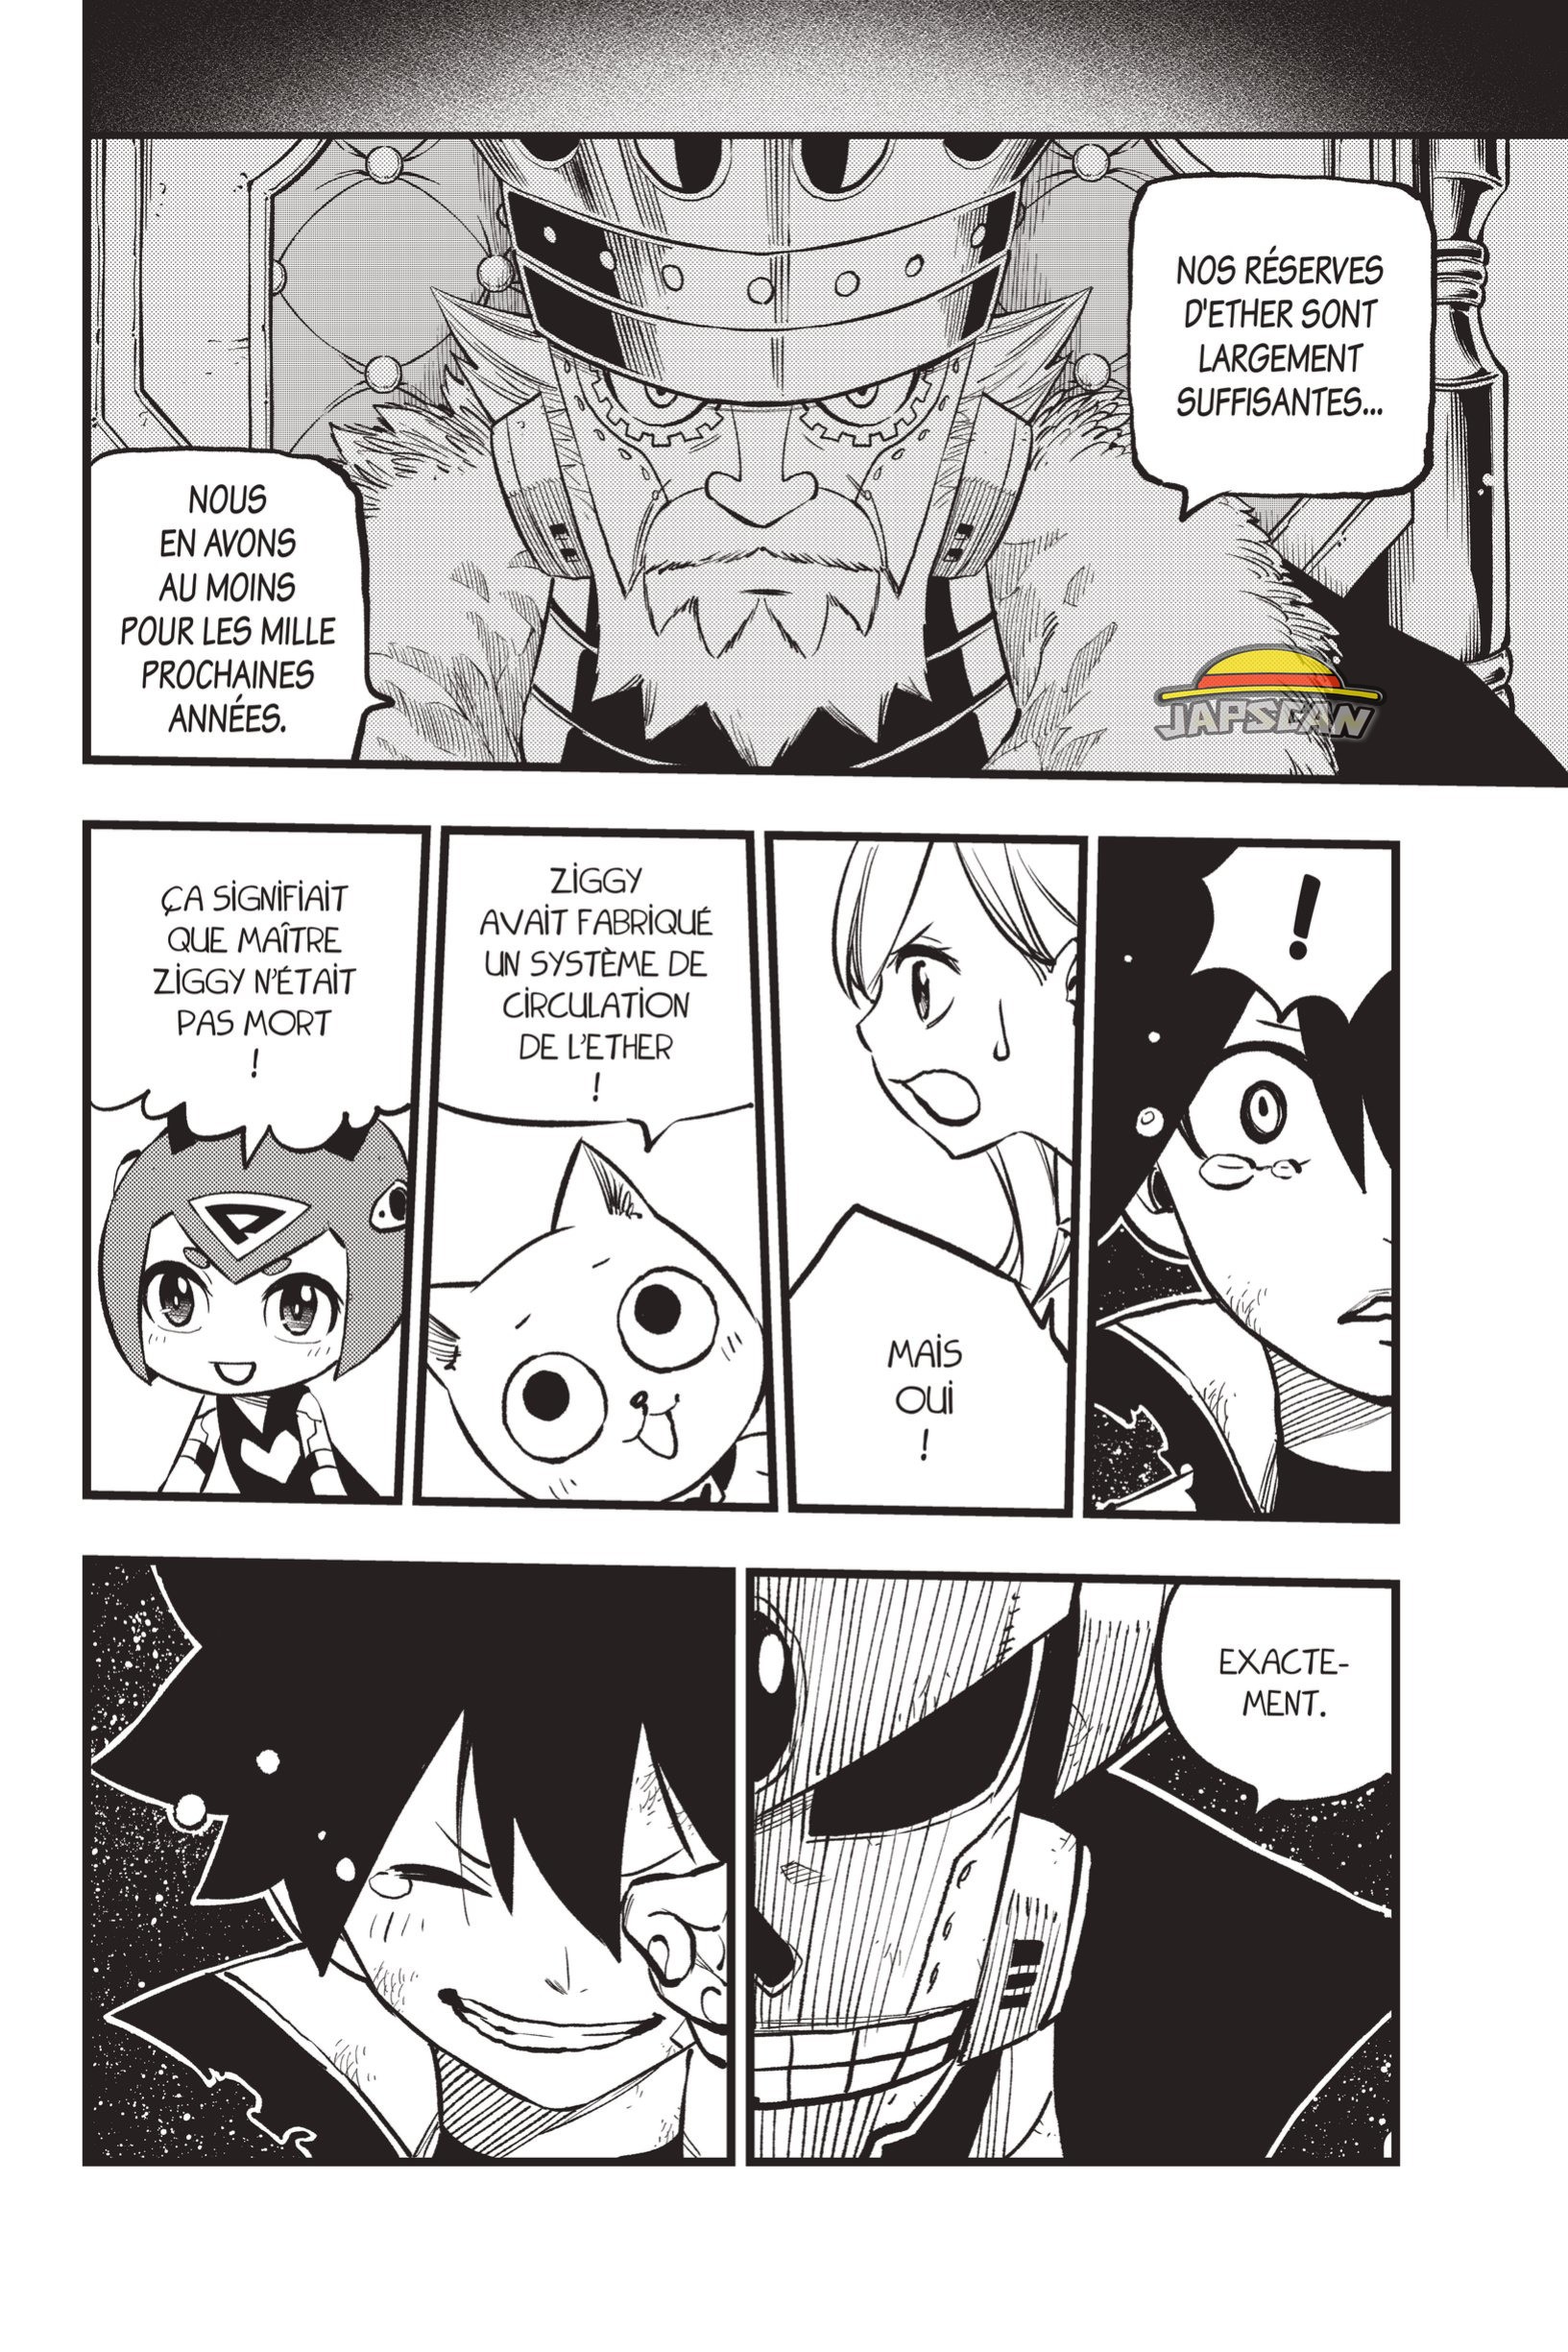 NOS RÉSERVES
D'ETHER SONT
LARGEMENT
SUFFISANTES...
NOUS
EN AVONS
AU MOINS
POUR LES MILLE
PROCHAINES
ANNÉES.
JAPSCAN
!
MAIS
OUI
!
ZIGGY
AVAIT FABRIQUÉ
UN SYSTÈME DE
CIRCULATION
DE L'ETHER
!
ÇA SIGNIFIAIT
QUE MAÎTRE
ZIGGY N'ÉTAIT
PAS MORT
!
EXACTE-
MENT.